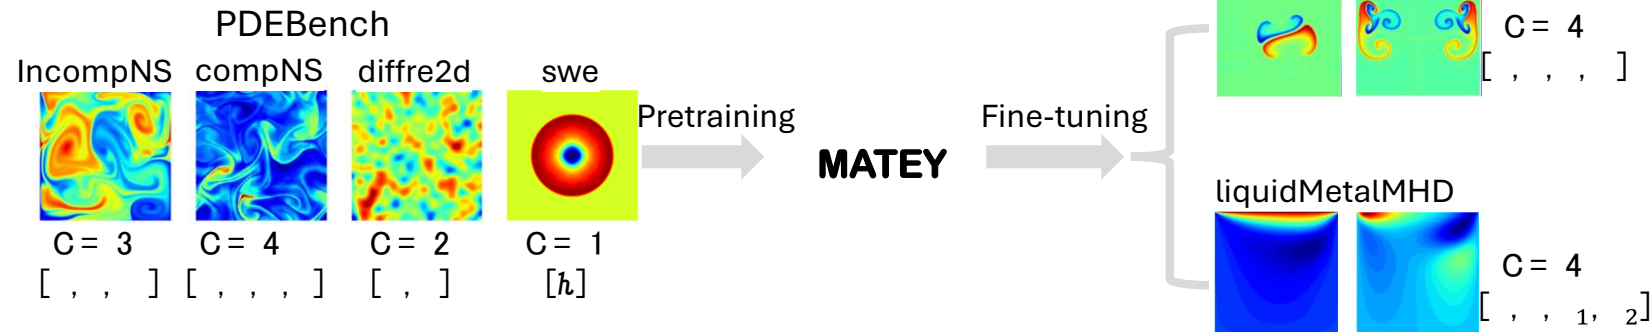 PDEBench
IncompNS compNS diffre2d swe
C = 3 C = 4 C = 2 C = 1
[ , , ] [ , , , ] [ , ] [h]
Pretraining
MATEY
Fine-tuning
C = 4
[ , , , ]
liquidMetalMHD
C = 4
[ , , 1, 2]